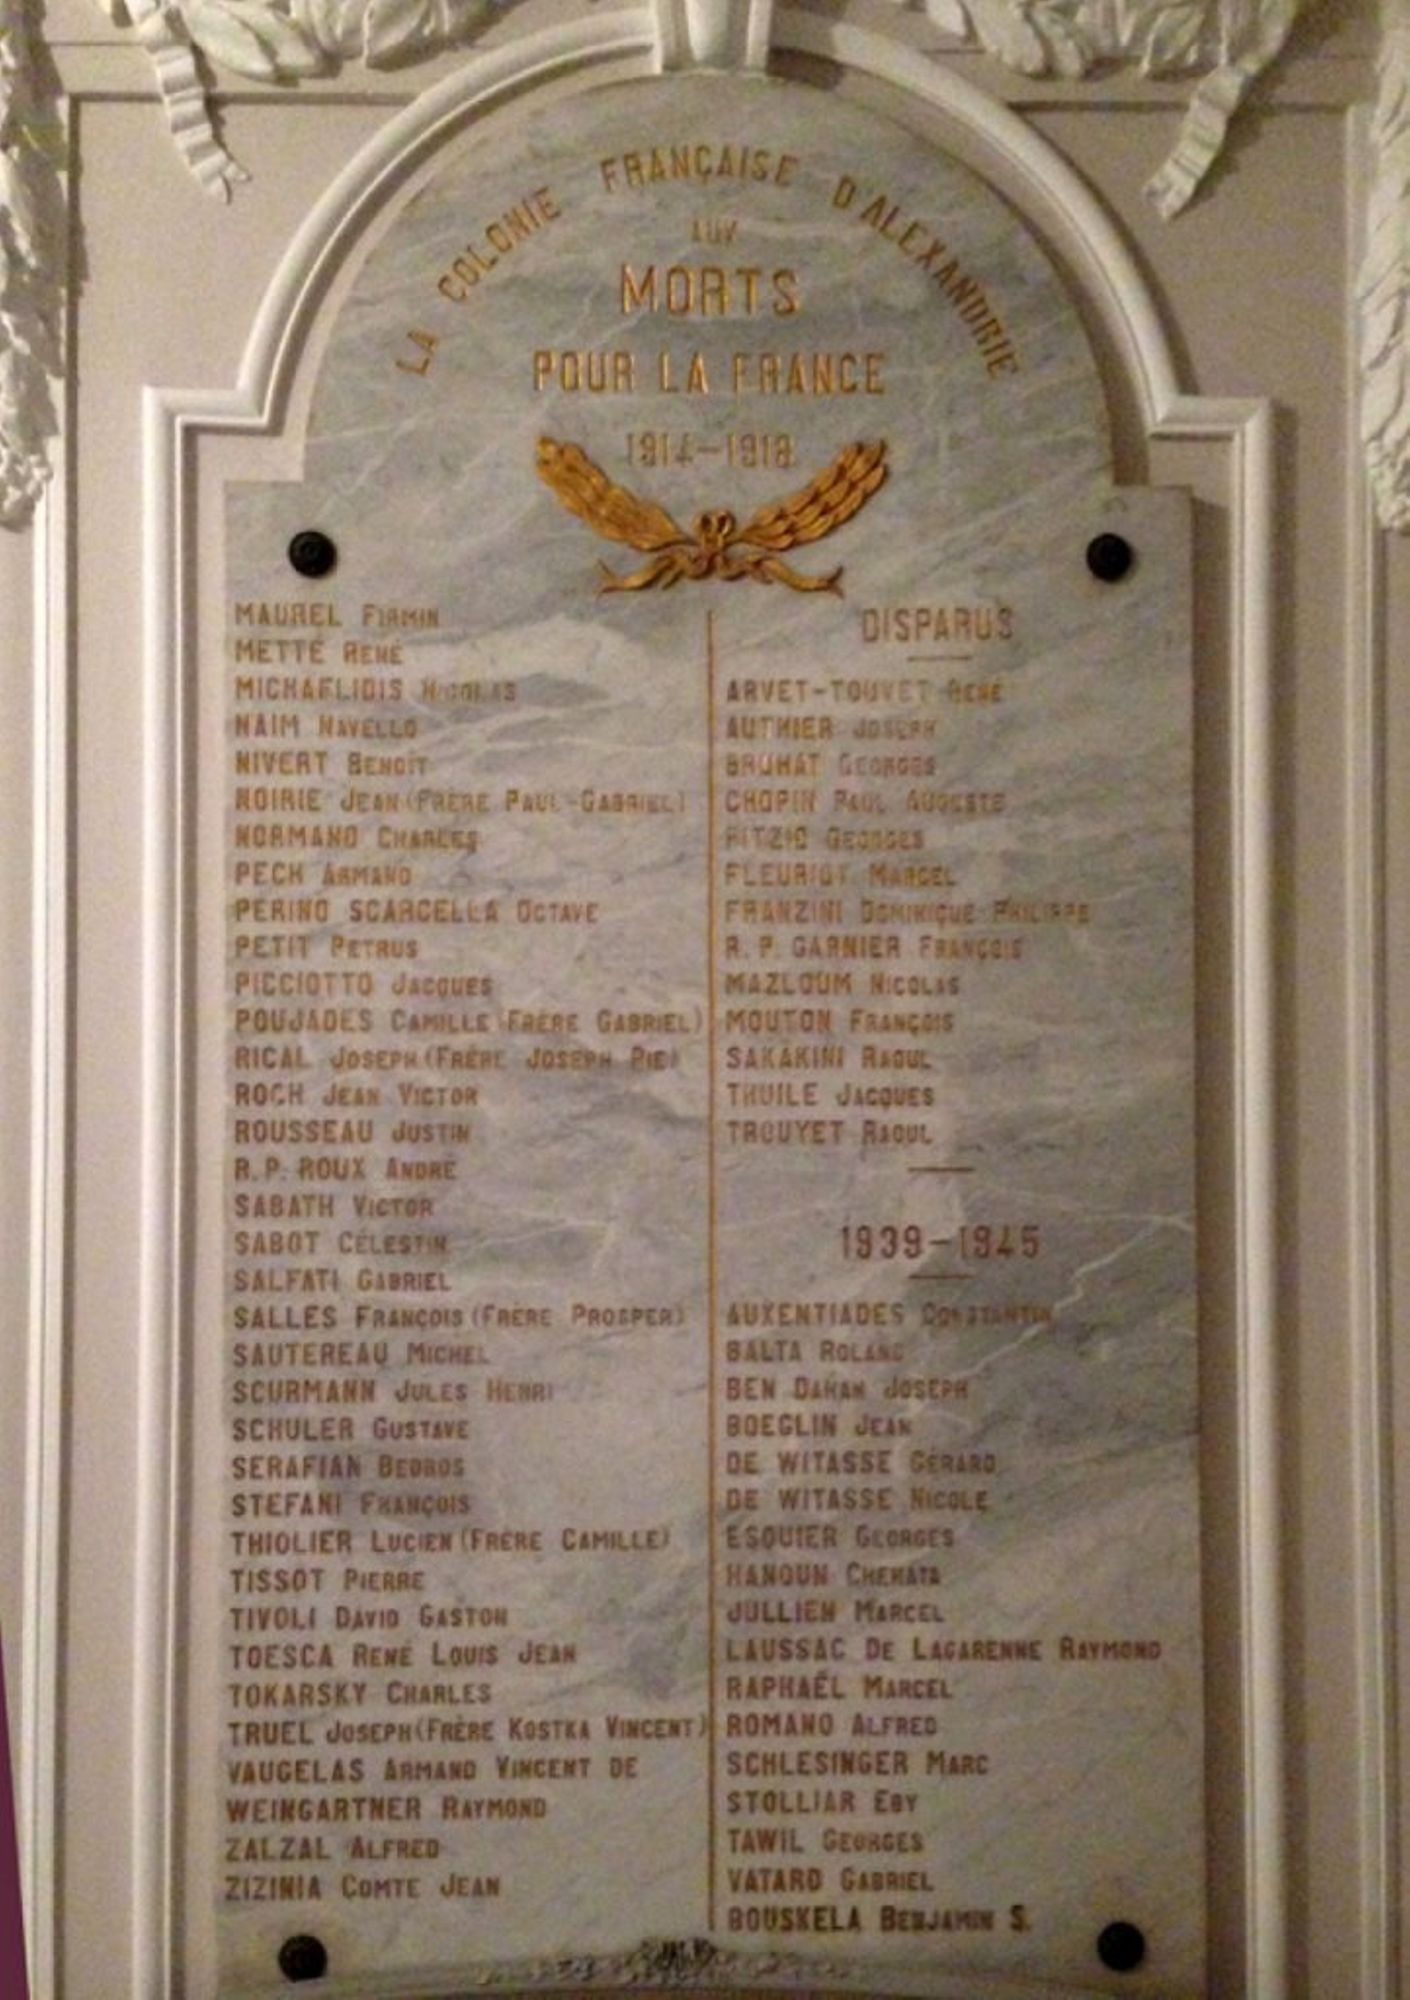 LA COLONIE FRANÇAISE D'ALEXANDRIE
AUX
MORTS
POUR LA FRANCE
1914-1918
MAUREL FIRMIN
METTÉ RENÉ
MICHAELIDIS NICOLAS
NAIM NAVELLO
NIVERT BENOÎT
NOIRIE JEAN (FRÈRE PAUL-GABRIEL)
NORMAND CHARLES
PECH ARMAND
PERINO SCARCELLA OCTAVE
PETIT PETRUS
PICCIOTTO JACQUES
POUJADES CAMILLE (FRÈRE GABRIEL)
RICAL JOSEPH (FRÈRE JOSEPH PIE)
ROCH JEAN VICTOR
ROUSSEAU JUSTIN
R.P. ROUX ANDRÉ
SABATH VICTOR
SABOT CÉLESTIN
SALFATI GABRIEL
SALLES FRANÇOIS (FRÈRE PROSPER)
SAUTEREAU MICHEL
SCURMANN JULES HENRI
SCHULER GUSTAVE
SERAFIAN BEDROS
STEFANI FRANÇOIS
THIOLIER LUCIEN (FRÈRE CAMILLE)
TISSOT PIERRE
TIVOLI DAVID GASTON
TOESCA RENÉ LOUIS JEAN
TOKARSKY CHARLES
TRUEL JOSEPH (FRÈRE KOSTKA VINCENT)
VAUGELAS ARMAND VINCENT DE
WEINGARTNER RAYMOND
ZALZAL ALFRED
ZIZINIA COMTE JEAN
DISPARUS
ARVET-TOUVET RENÉ
AUTHIER JOSEPH
BRUHAT GEORGES
CHOPIN PAUL AUGUSTE
GEORGES
FLEURIOT MARCEL
FRANZINI DOMINIQUE PHILIPPE
R.P. GARNIER FRANÇOIS
MAZLOUM NICOLAS
MOUTON FRANÇOIS
SAKAKINI RAOUL
THUILE JACQUES
TROUYET RAOUL
1939-1945
AUXENTIADES CONSTANTIN
BALTA ROLAND
BEN DAHAN JOSEPH
BOEGLIN JEAN
DE WITASSE GÉRARD
DE WITASSE NICOLE
ESQUIER GEORGES
HANOUN CHEHATA
JULLIEN MARCEL
LAUSSAC DE LAGARENNE RAYMOND
RAPHAËL MARCEL
ROMANO ALFRED
SCHLESINGER MARC
STOLLIAR EBY
TAWIL GEORGES
VATARD GABRIEL
BOUSKELA BENJAMIN S.